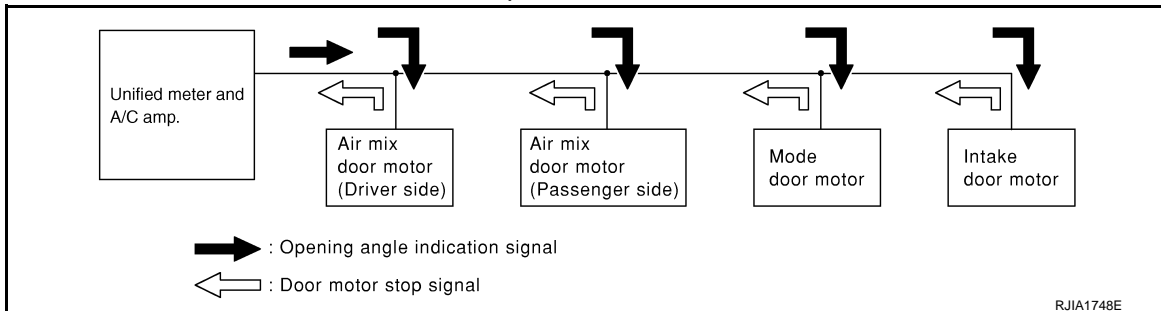 Unified meter and
A/C amp.
Air mix
door motor
(Driver side)
Air mix
door motor
(Passenger side)
Mode
door motor
Intake
door motor
: Opening angle indication signal
: Door motor stop signal
RJIA1748E